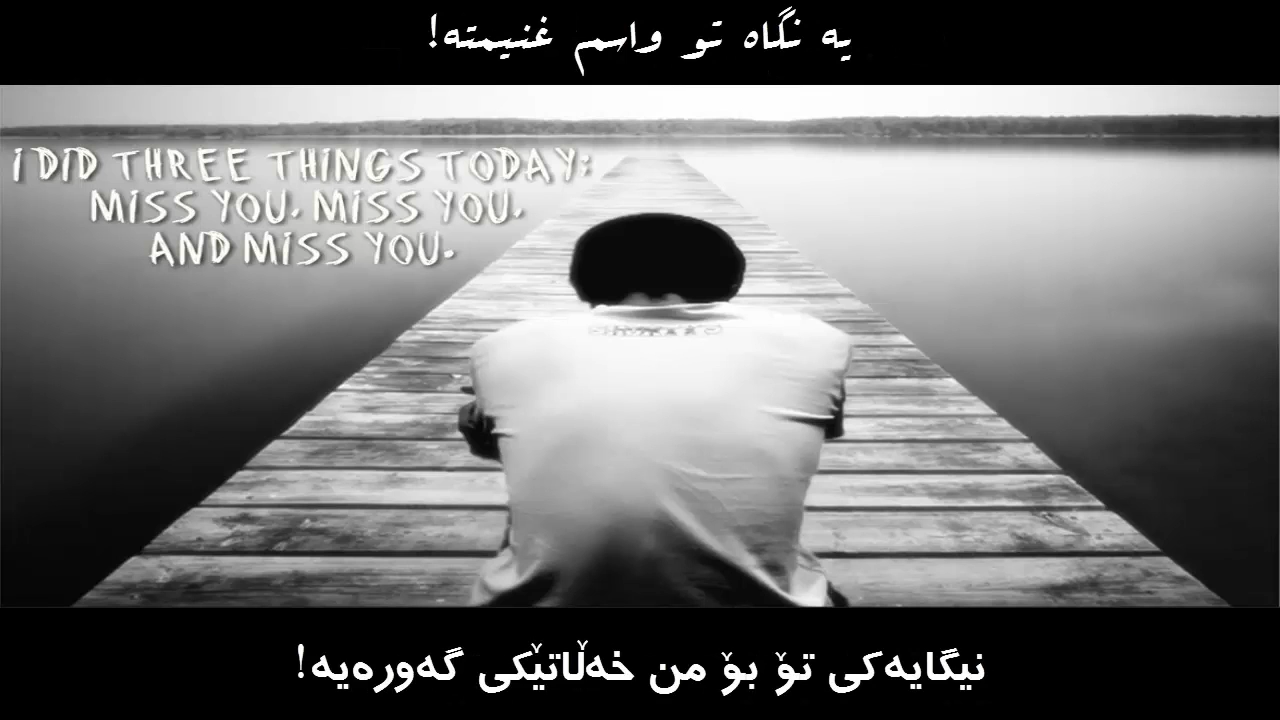 یه نگاه تو واسم غنیمته!
I DID THREE THINGS TODAY:
MISS YOU. MISS YOU.
AND MISS YOU.
نیگایەکی تۆ بۆ من خەڵاتێکی گەورەیە!